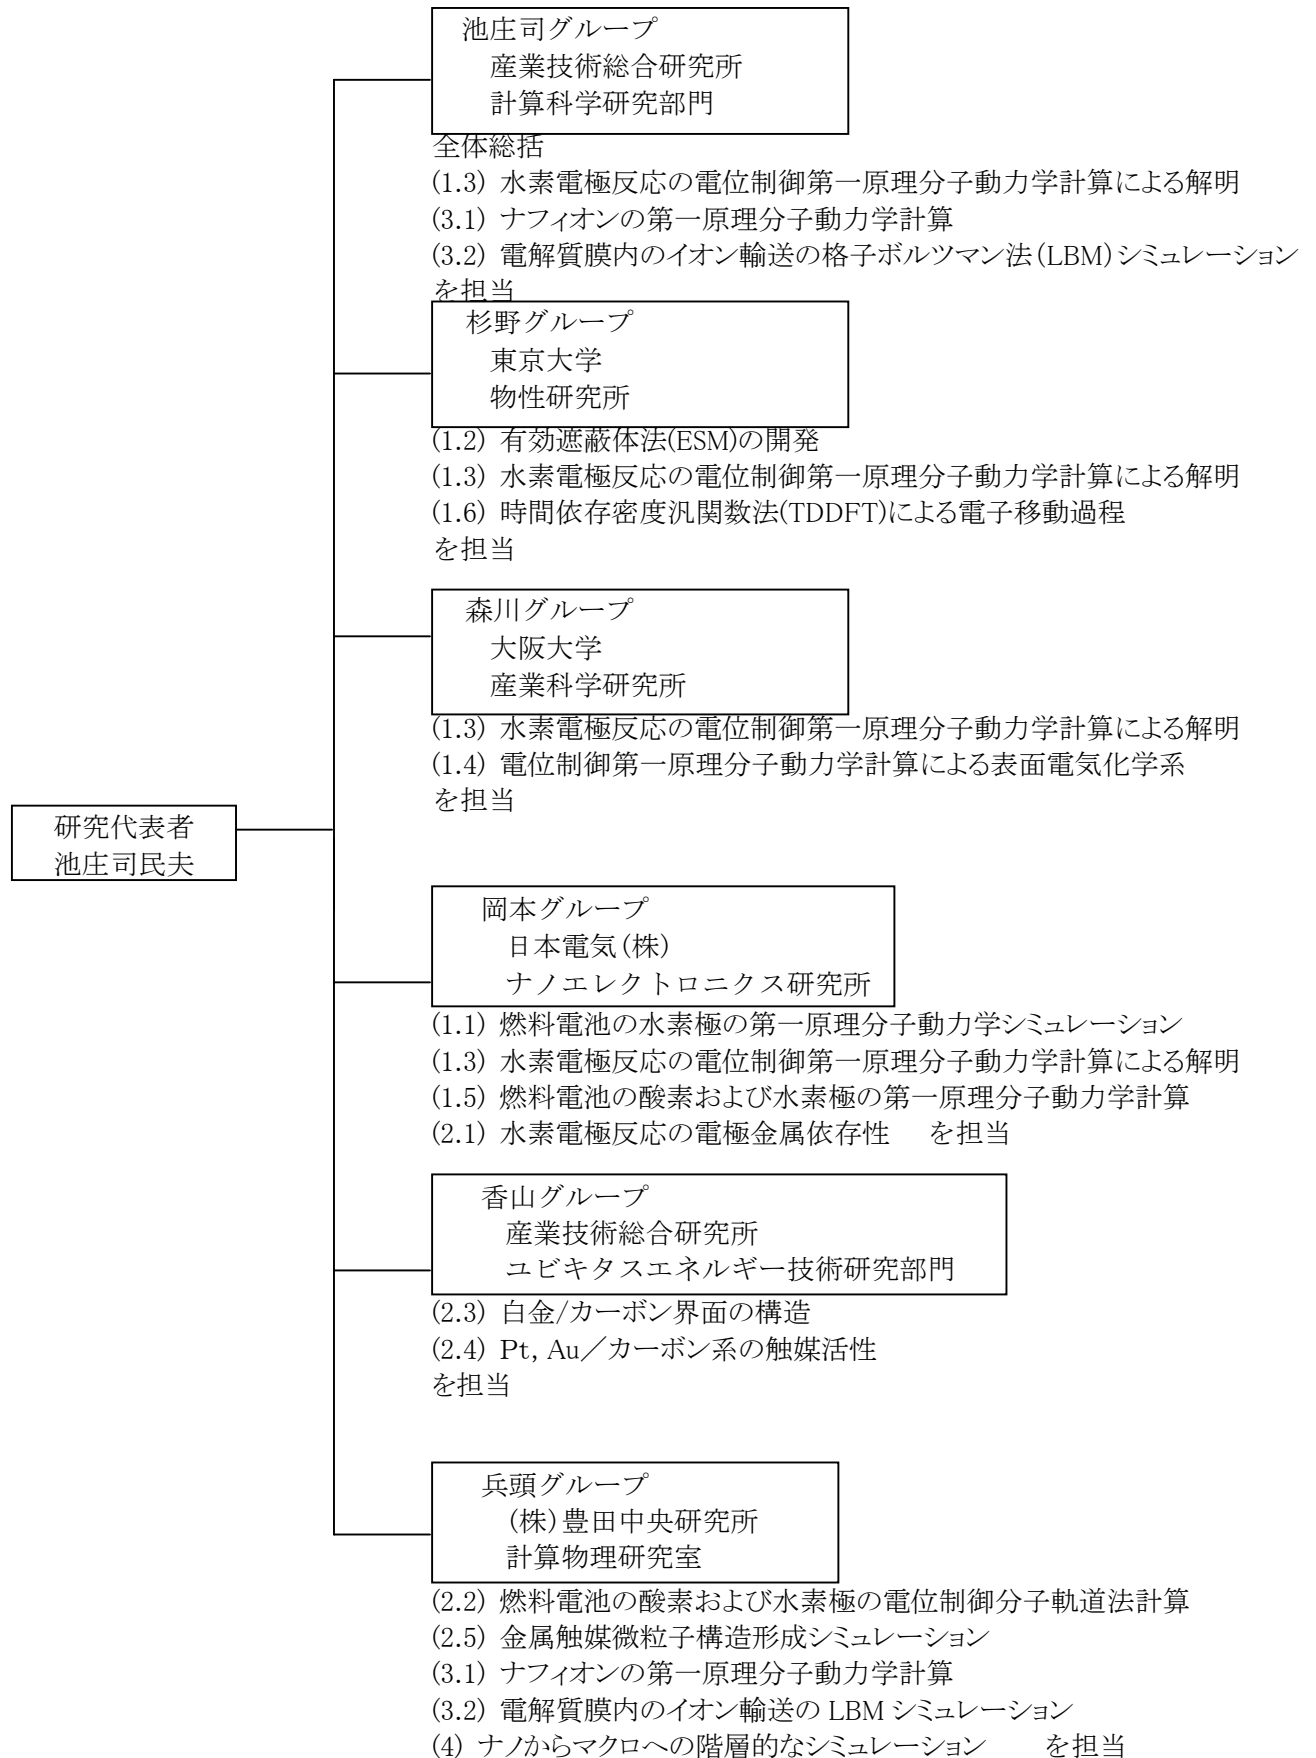 池庄司グループ
産業技術総合研究所
計算科学研究部門
全体総括
(1.3) 水素電極反応の電位制御第一原理分子動力学計算による解明
(3.1) ナフィオンの第一原理分子動力学計算
(3.2) 電解質膜内のイオン輸送の格子ボルツマン法(LBM)シミュレーション
を担当
杉野グループ
東京大学
物性研究所
(1.2) 有効遮蔽体法(ESM)の開発
(1.3) 水素電極反応の電位制御第一原理分子動力学計算による解明
(1.6) 時間依存密度汎関数法(TDDFT)による電子移動過程
を担当
森川グループ
大阪大学
産業科学研究所
(1.3) 水素電極反応の電位制御第一原理分子動力学計算による解明
(1.4) 電位制御第一原理分子動力学計算による表面電気化学系
を担当
研究代表者
池庄司民夫
岡本グループ
日本電気(株)
ナノエレクトロニクス研究所
(1.1) 燃料電池の水素極の第一原理分子動力学シミュレーション
(1.3) 水素電極反応の電位制御第一原理分子動力学計算による解明
(1.5) 燃料電池の酸素および水素極の第一原理分子動力学計算
(2.1) 水素電極反応の電極金属依存性 を担当
香山グループ
産業技術総合研究所
ユビキタスエネルギー技術研究部門
(2.3) 白金/カーボン界面の構造
(2.4) Pt, Au／カーボン系の触媒活性
を担当
兵頭グループ
(株)豊田中央研究所
計算物理研究室
(2.2) 燃料電池の酸素および水素極の電位制御分子軌道法計算
(2.5) 金属触媒微粒子構造形成シミュレーション
(3.1) ナフィオンの第一原理分子動力学計算
(3.2) 電解質膜内のイオン輸送の LBM シミュレーション
(4) ナノからマクロへの階層的なシミュレーション を担当